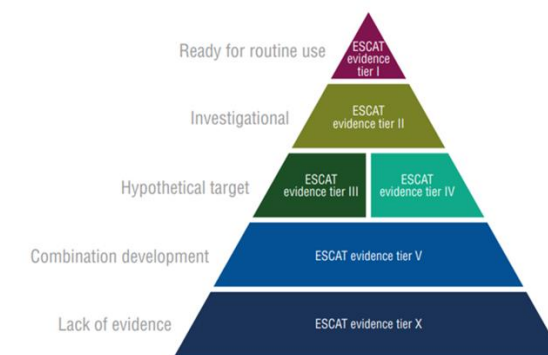 Ready for routine use
ESCAT
evidence
tier I
Investigational
ESCAT
evidence tier II
Hypothetical target
ESCAT
evidence tier III
ESCAT
evidence tier IV
Combination development
ESCAT evidence tier V
Lack of evidence
ESCAT evidence tier X